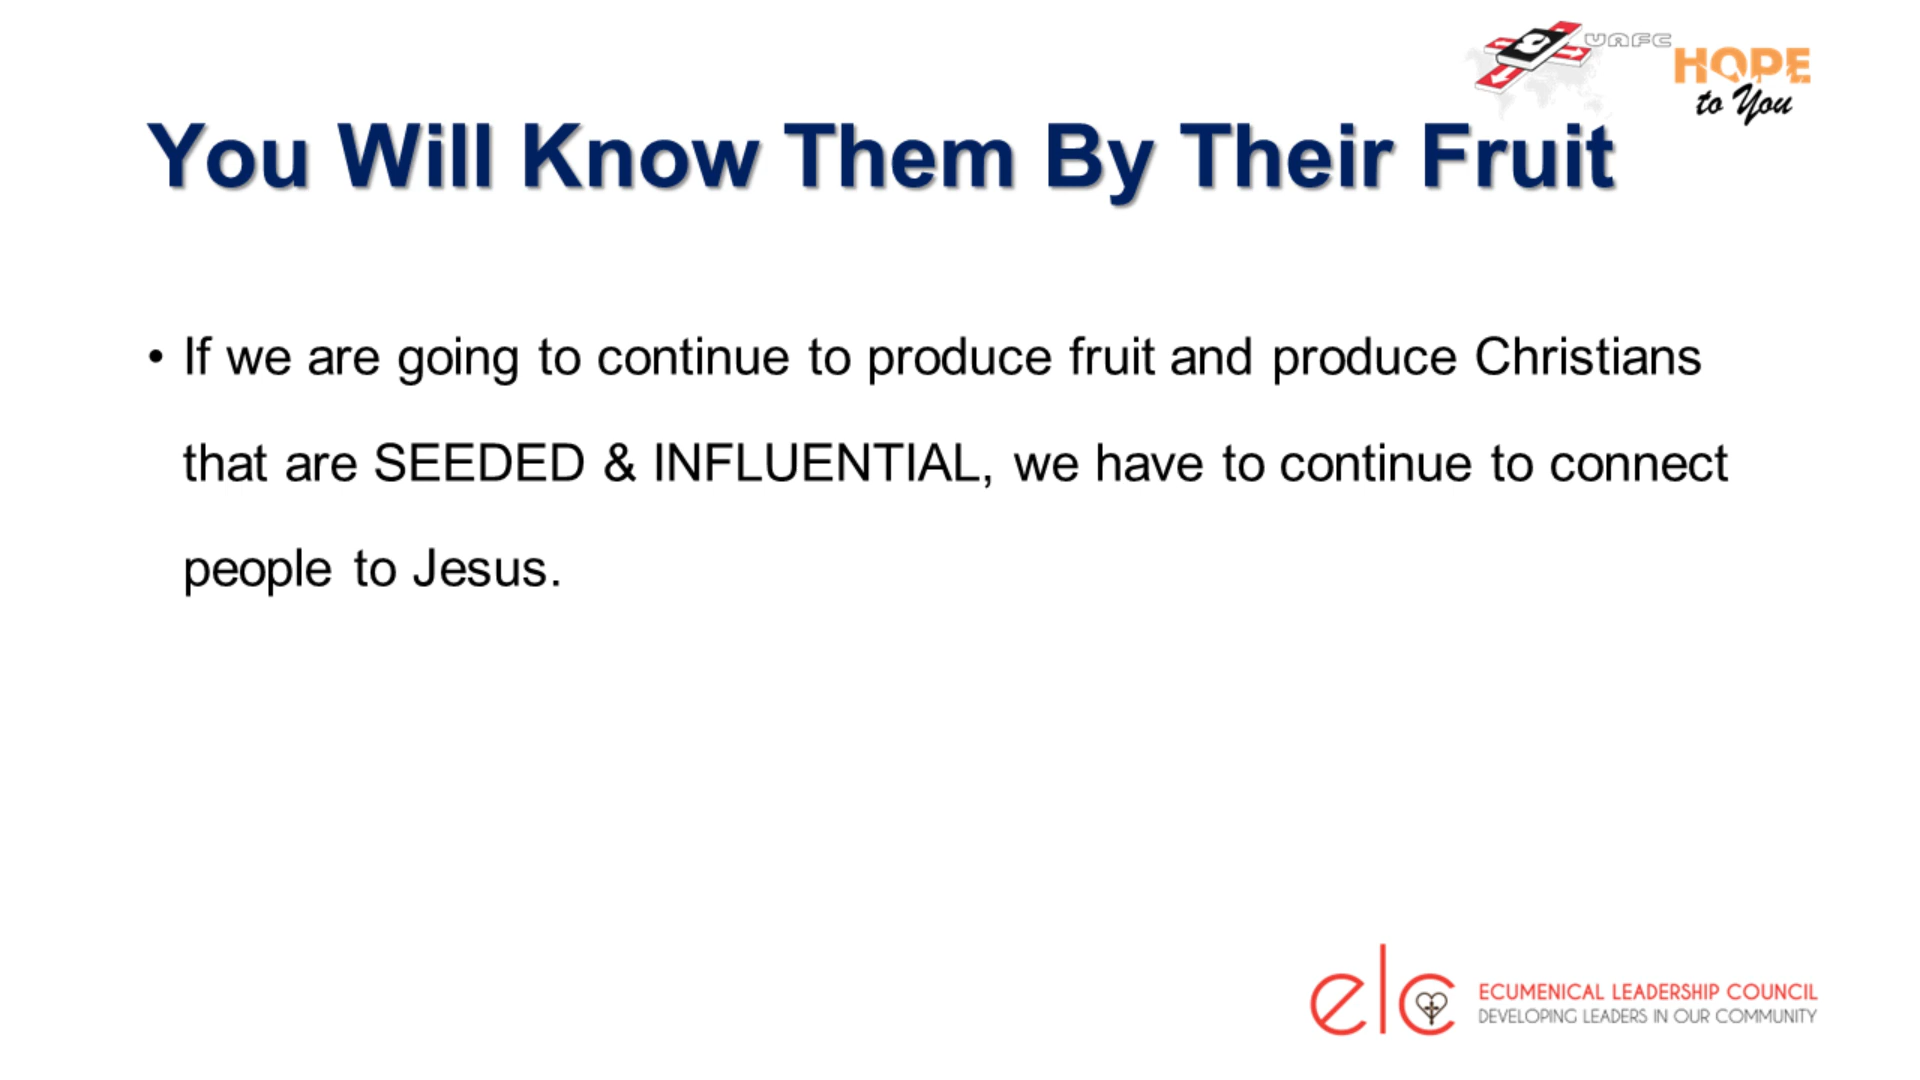 UNFC
HOPE
to You
You Will Know Them By Their Fruit
• If we are going to continue to produce fruit and produce Christians
that are SEEDED & INFLUENTIAL, we have to continue to connect
people to Jesus.
elc
ECUMENICAL LEADERSHIP COUNCIL
DEVELOPING LEADERS IN OUR COMMUNITY